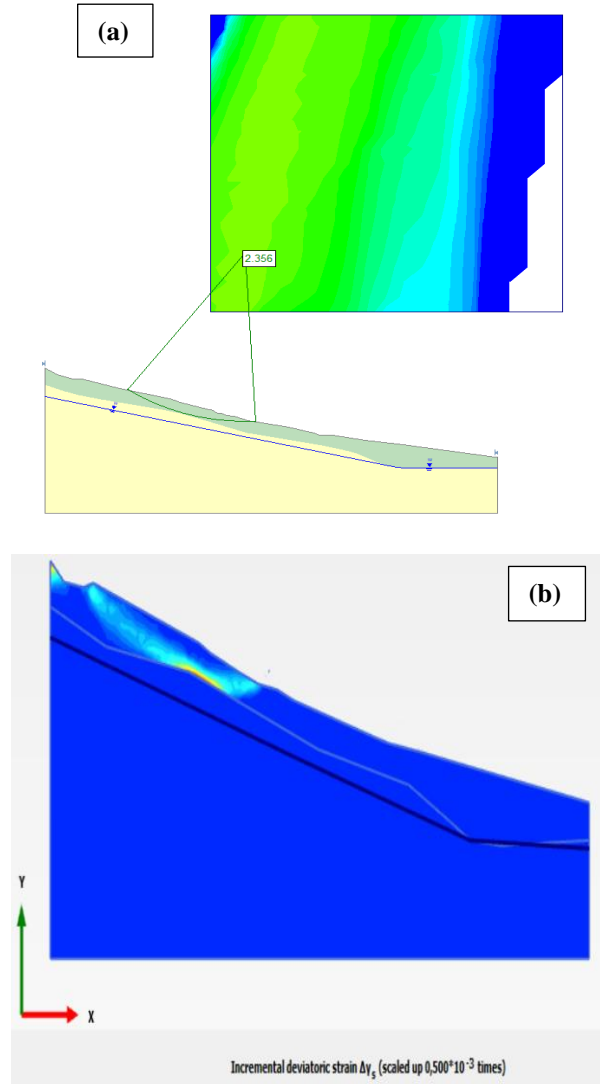 (a)
2.356
(b)
Y
X
Incremental deviatoric strain Δγs (scaled up 0,500*10-3 times)